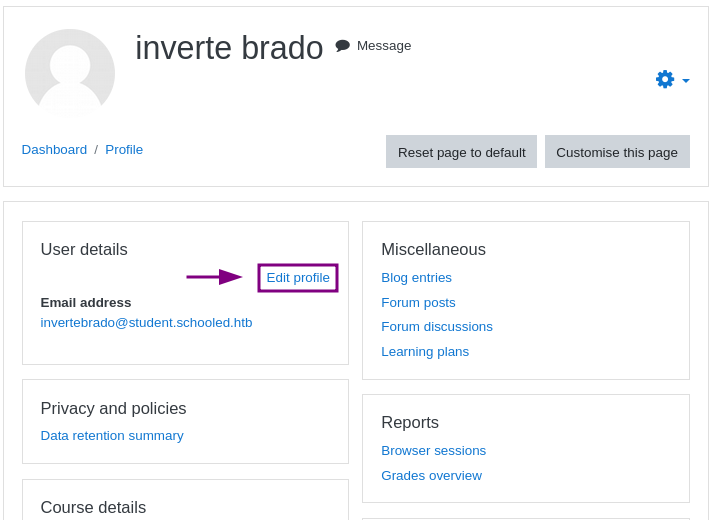 inverte brado Message
Dashboard / Profile
Reset page to default Customise this page
User details
Edit profile
Email address
invertebrado@student.schooled.htb
Privacy and policies
Data retention summary
Course details
Miscellaneous
Blog entries
Forum posts
Forum discussions
Learning plans
Reports
Browser sessions
Grades overview